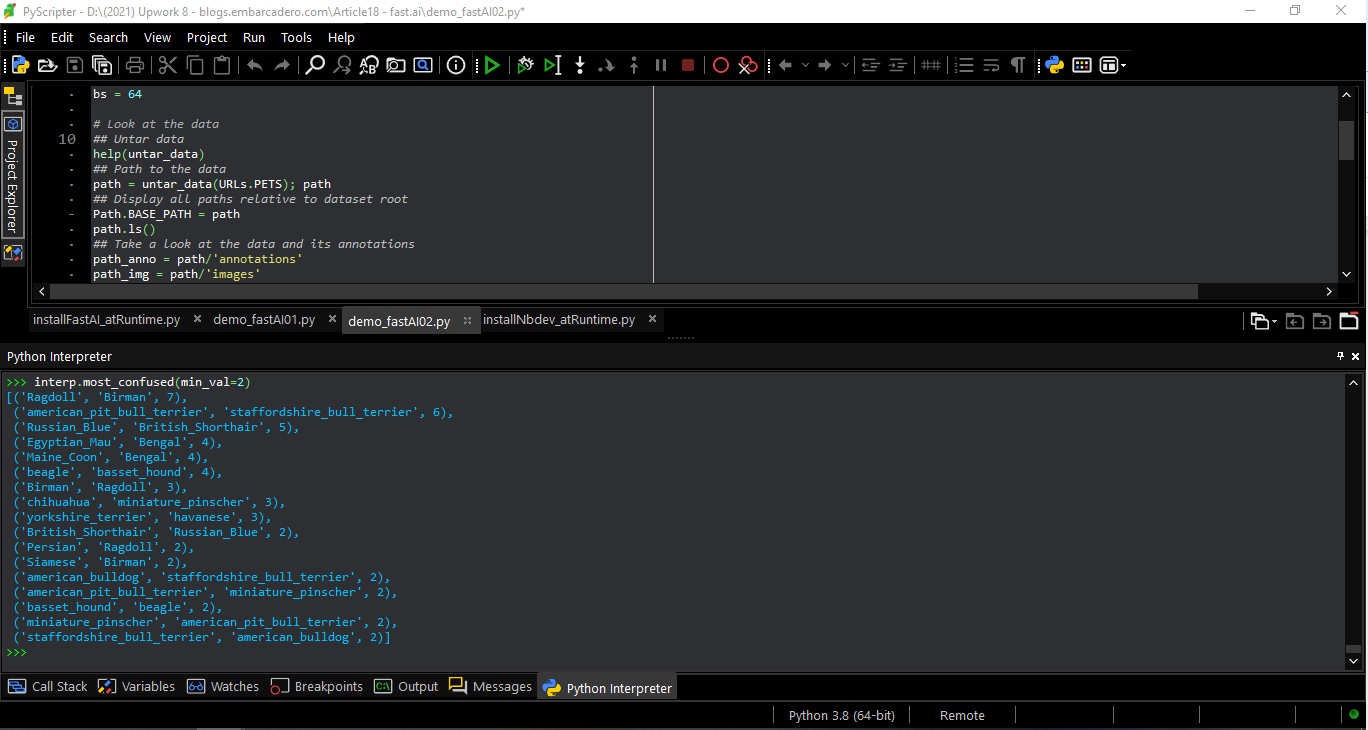 PyScripter - D:\(2021) Upwork 8 - blogs.embarcadero.com\Article18 - fast.ai\demo_fastAI02.py*
File Edit Search View Project Run Tools Help
Project Explorer
bs = 64
# Look at the data
10 ## Untar data
help(untar_data)
## Path to the data
path = untar_data(URLs.PETS); path
## Display all paths relative to dataset root
Path.BASE_PATH = path
path.ls()
## Take a look at the data and its annotations
path_anno = path/'annotations'
path_img = path/'images'
installFastAI_atRuntime.py demo_fastAI01.py demo_fastAI02.py installNbdev_atRuntime.py
Python Interpreter
>>> interp.most_confused(min_val=2)
[('Ragdoll', 'Birman', 7),
('american_pit_bull_terrier', 'staffordshire_bull_terrier', 6),
('Russian_Blue', 'British_Shorthair', 5),
('Egyptian_Mau', 'Bengal', 4),
('Maine_Coon', 'Bengal', 4),
('beagle', 'basset_hound', 4),
('Birman', 'Ragdoll', 3),
('chihuahua', 'miniature_pinscher', 3),
('yorkshire_terrier', 'havanese', 3),
('British_Shorthair', 'Russian_Blue', 2),
('Persian', 'Ragdoll', 2),
('Siamese', 'Birman', 2),
('american_bulldog', 'staffordshire_bull_terrier', 2),
('american_pit_bull_terrier', 'miniature_pinscher', 2),
('basset_hound', 'beagle', 2),
('miniature_pinscher', 'american_pit_bull_terrier', 2),
('staffordshire_bull_terrier', 'american_bulldog', 2)]
>>>
Call Stack Variables Watches Breakpoints Output Messages Python Interpreter
Python 3.8 (64-bit) Remote